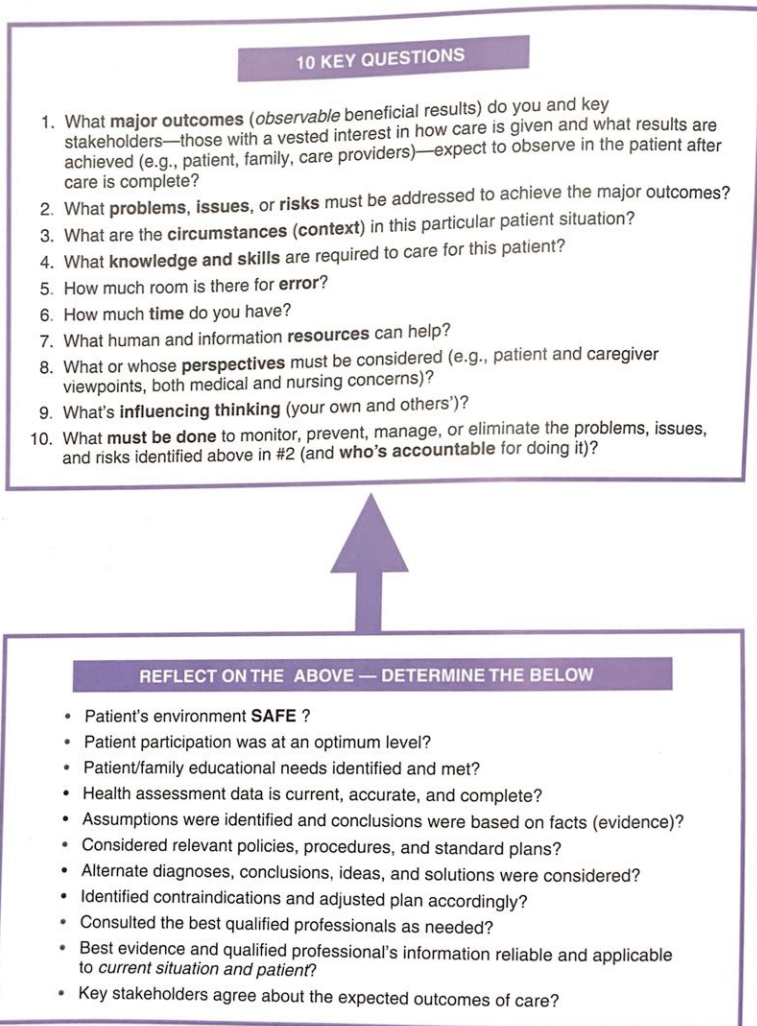 10 KEY QUESTIONS
1. What major outcomes (observable beneficial results) do you and key
stakeholders—those with a vested interest in how care is given and what results are
achieved (e.g., patient, family, care providers)—expect to observe in the patient after
care is complete?
2. What problems, issues, or risks must be addressed to achieve the major outcomes?
3. What are the circumstances (context) in this particular patient situation?
4. What knowledge and skills are required to care for this patient?
5. How much room is there for error?
6. How much time do you have?
7. What human and information resources can help?
8. What or whose perspectives must be considered (e.g., patient and caregiver
viewpoints, both medical and nursing concerns)?
9. What's influencing thinking (your own and others')?
10. What must be done to monitor, prevent, manage, or eliminate the problems, issues,
and risks identified above in #2 (and who's accountable for doing it)?
REFLECT ON THE ABOVE — DETERMINE THE BELOW
• Patient's environment SAFE ?
• Patient participation was at an optimum level?
• Patient/family educational needs identified and met?
• Health assessment data is current, accurate, and complete?
• Assumptions were identified and conclusions were based on facts (evidence)?
• Considered relevant policies, procedures, and standard plans?
• Alternate diagnoses, conclusions, ideas, and solutions were considered?
• Identified contraindications and adjusted plan accordingly?
• Consulted the best qualified professionals as needed?
• Best evidence and qualified professional's information reliable and applicable
to current situation and patient?
• Key stakeholders agree about the expected outcomes of care?